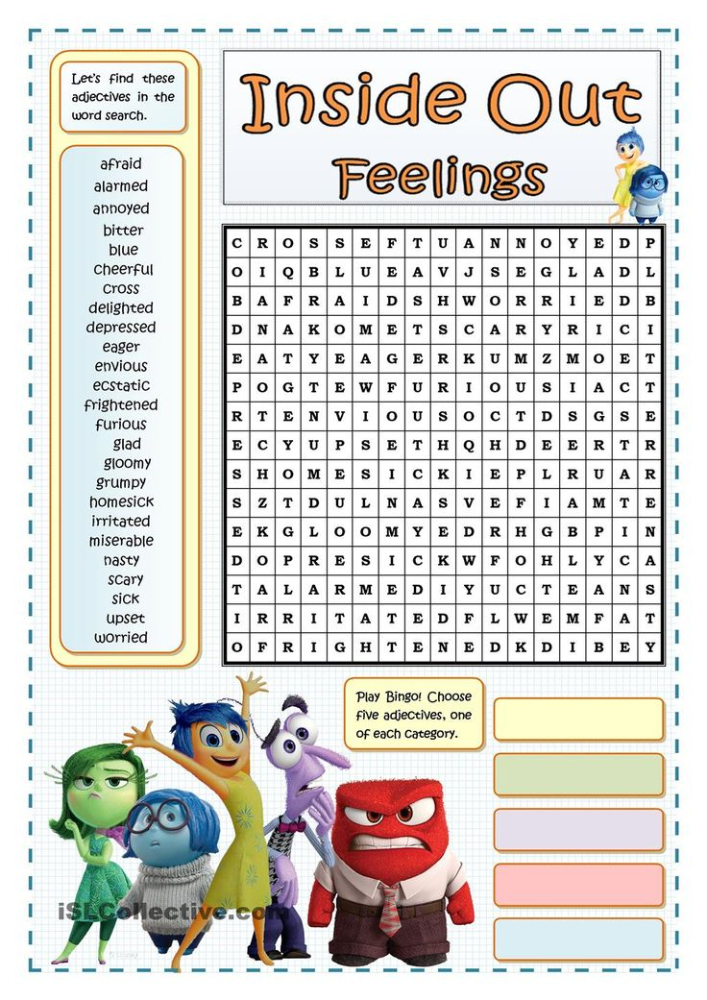 Let's find these
adjectives in the
word search.
afraid
alarmed
annoyed
bitter
blue
cheerful
cross
delighted
depressed
eager
envious
ecstatic
frightened
furious
glad
gloomy
grumpy
homesick
irritated
miserable
nasty
scary
sick
upset
worried
Inside Out
Feelings
C R O S S E F T U A N N O Y E D P
O I Q B L U E A V J S E G L A D L
B A F R A I D S H W O R R I E D B
D N A K O M E T S C A R Y R I C I
E A T Y E A G E R K U M Z M O E T
P O G T E W F U R I O U S I A C T
R T E N V I O U S O C T D S G S E
E C Y U P S E T H Q H D E E R T R
S H O M E S I C K I E P L R U A R
S Z T D U L N A S V E F I A M T E
E K G L O O M Y E D R H G B P I N
D O P R E S I C K W F O H L Y C A
T A L A R M E D I Y U C T E A N S
I R R I T A T E D F L W E M F A T
O F R I G H T E N E D K D I B E Y
Play Bingo! Choose
five adjectives, one
of each category.
iSLCollective.com